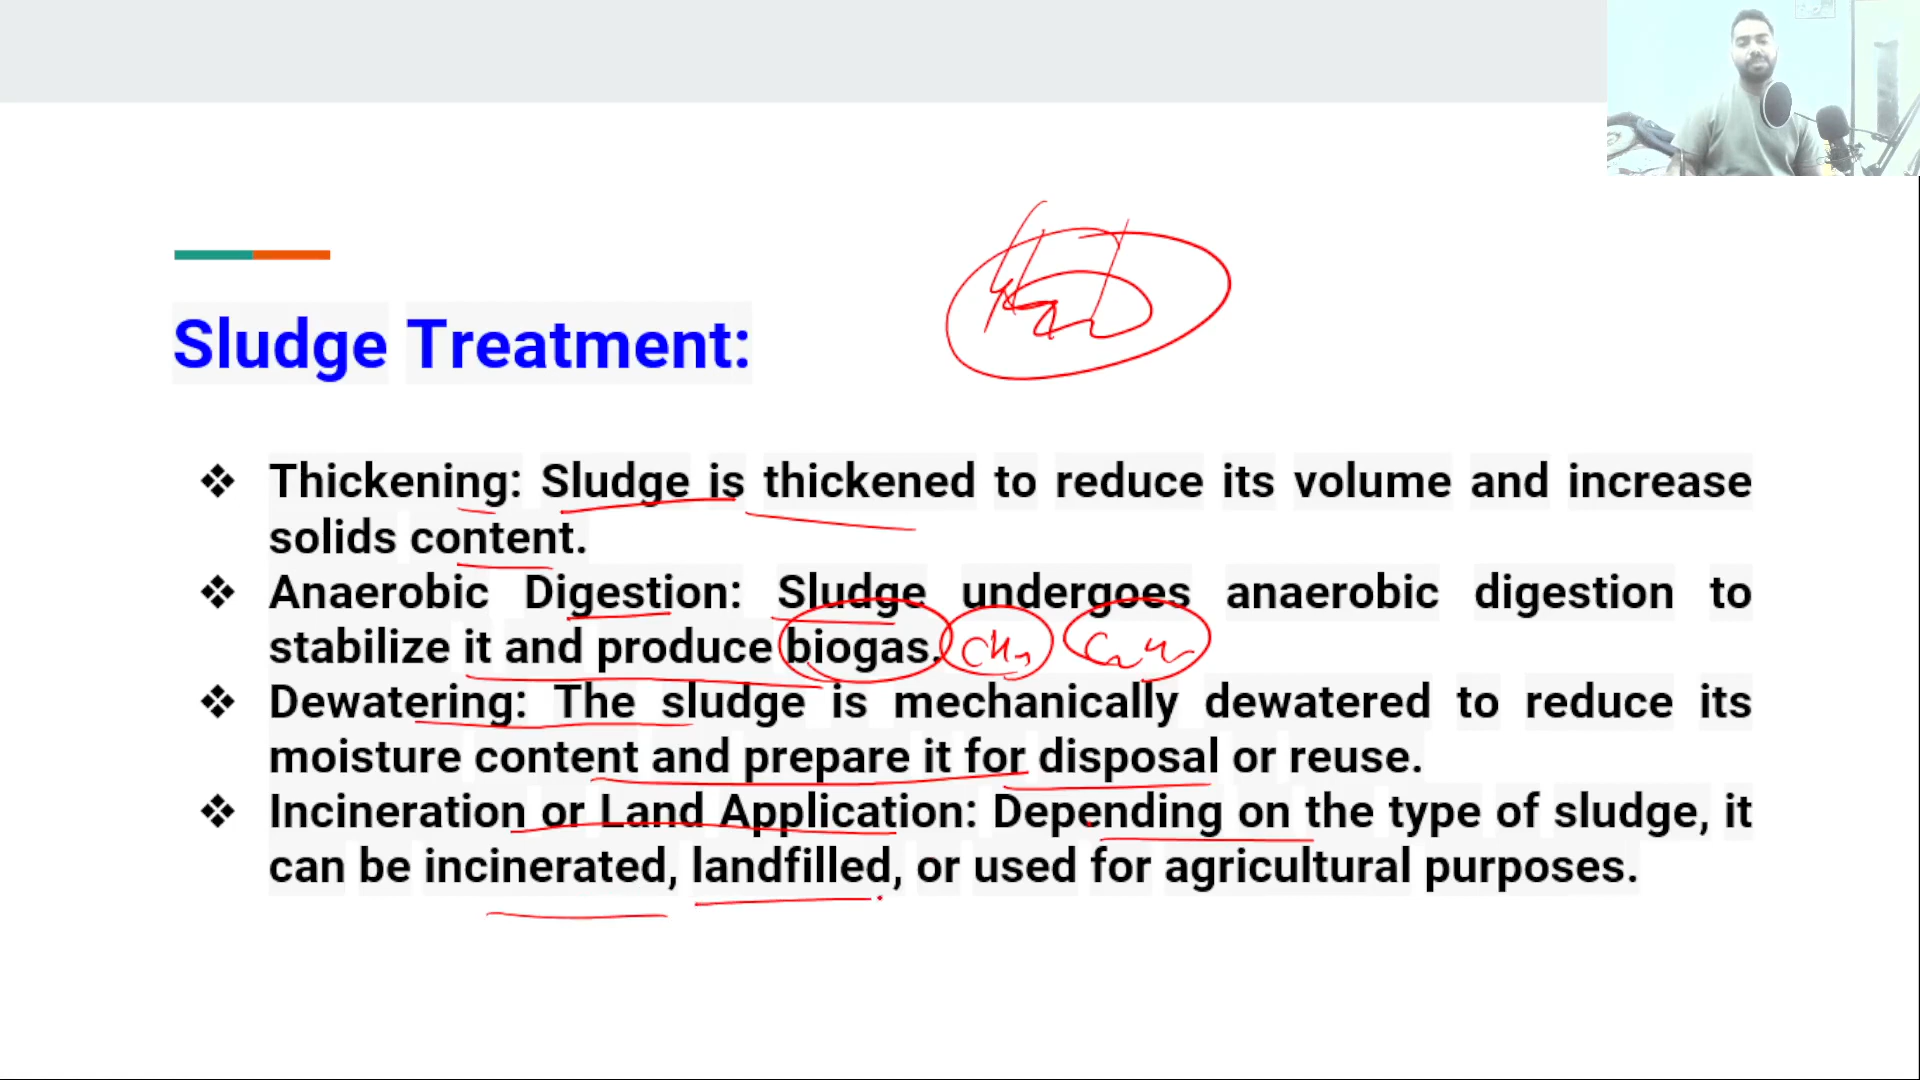 Sludge Treatment:
❖ Thickening: Sludge is thickened to reduce its volume and increase
solids content.
❖ Anaerobic Digestion: Sludge undergoes anaerobic digestion to
stabilize it and produce biogas. CH₄
❖ Dewatering: The sludge is mechanically dewatered to reduce its
moisture content and prepare it for disposal or reuse.
❖ Incineration or Land Application: Depending on the type of sludge, it
can be incinerated, landfilled, or used for agricultural purposes.